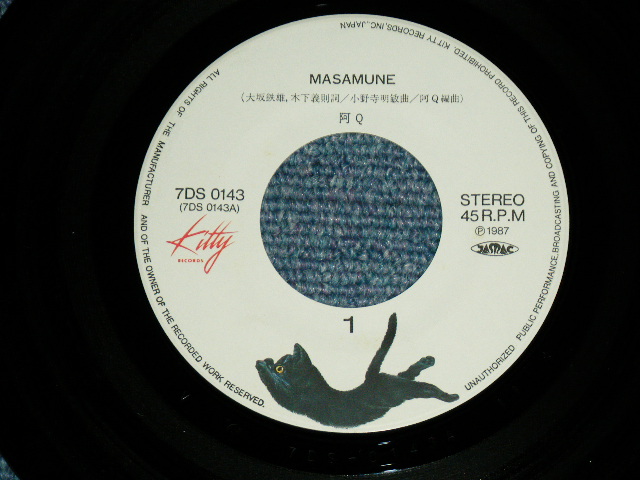 MASAMUNE
(大坂鉄雄, 木下義則詞/小野寺明敏曲/阿Q編曲)
阿Q
7DS 0143
(7DS 0143A)
Kitty
RECORDS
STEREO
45 R.P.M
Ⓟ1987
JASRAC
1
ALL RIGHTS OF THE MANUFACTURER AND OF THE OWNER OF THE RECORDED WORK RESERVED.
UNAUTHORIZED PUBLIC PERFORMANCE, BROADCASTING AND COPYING OF THIS RECORD PROHIBITED. KITTY RECORDS,INC., JAPAN